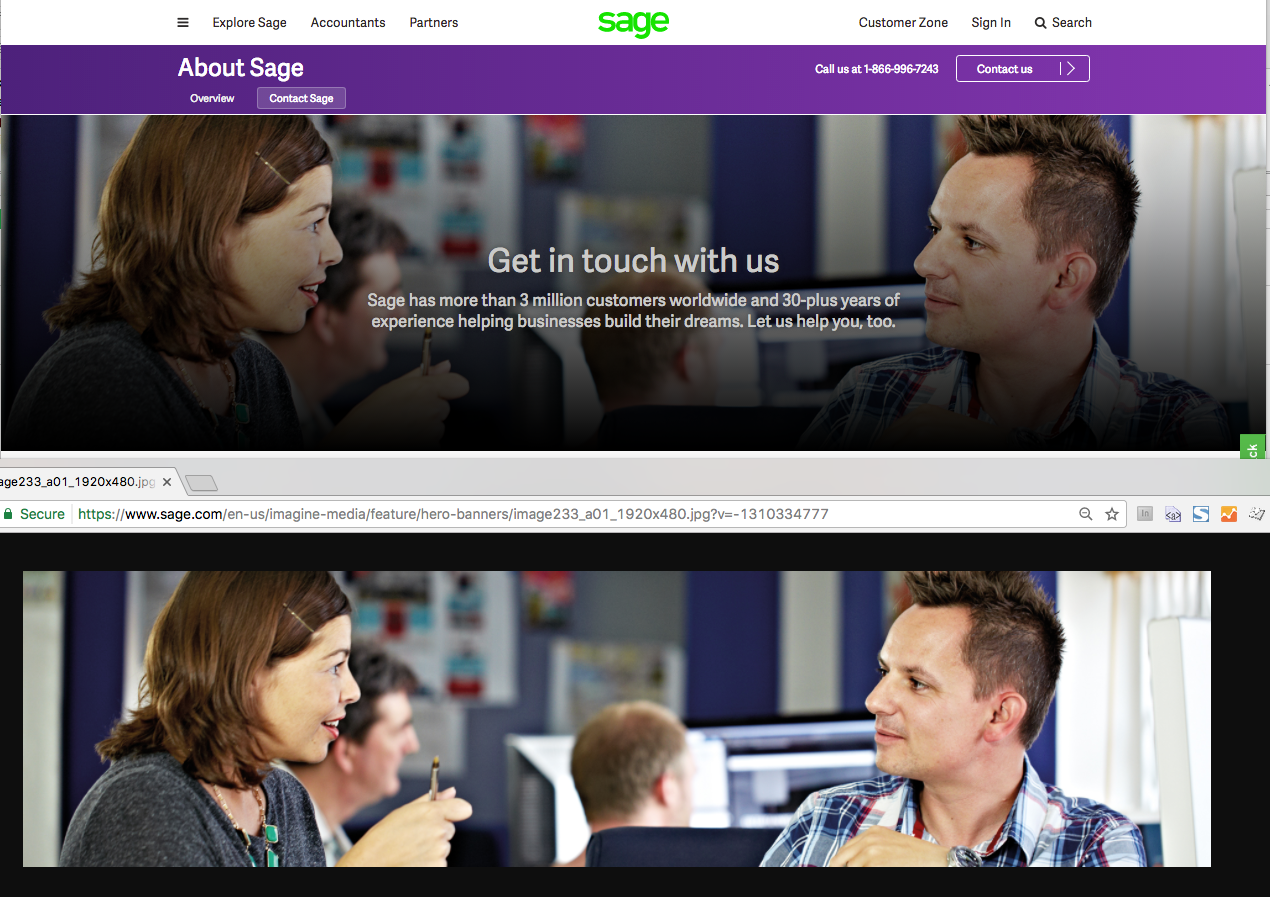 Explore Sage
Accountants
Partners
sage
Customer Zone
Sign In
Search
About Sage
Call us at 1-866-996-7243
Contact us
Overview
Contact Sage
Get in touch with us
Sage has more than 3 million customers worldwide and 30-plus years of
experience helping businesses build their dreams. Let us help you, too.
ck
age233_a01_1920x480.jpg
Secure
https://www.sage.com/en-us/imagine-media/feature/hero-banners/image233_a01_1920x480.jpg?v=-1310334777
In
<a>
S